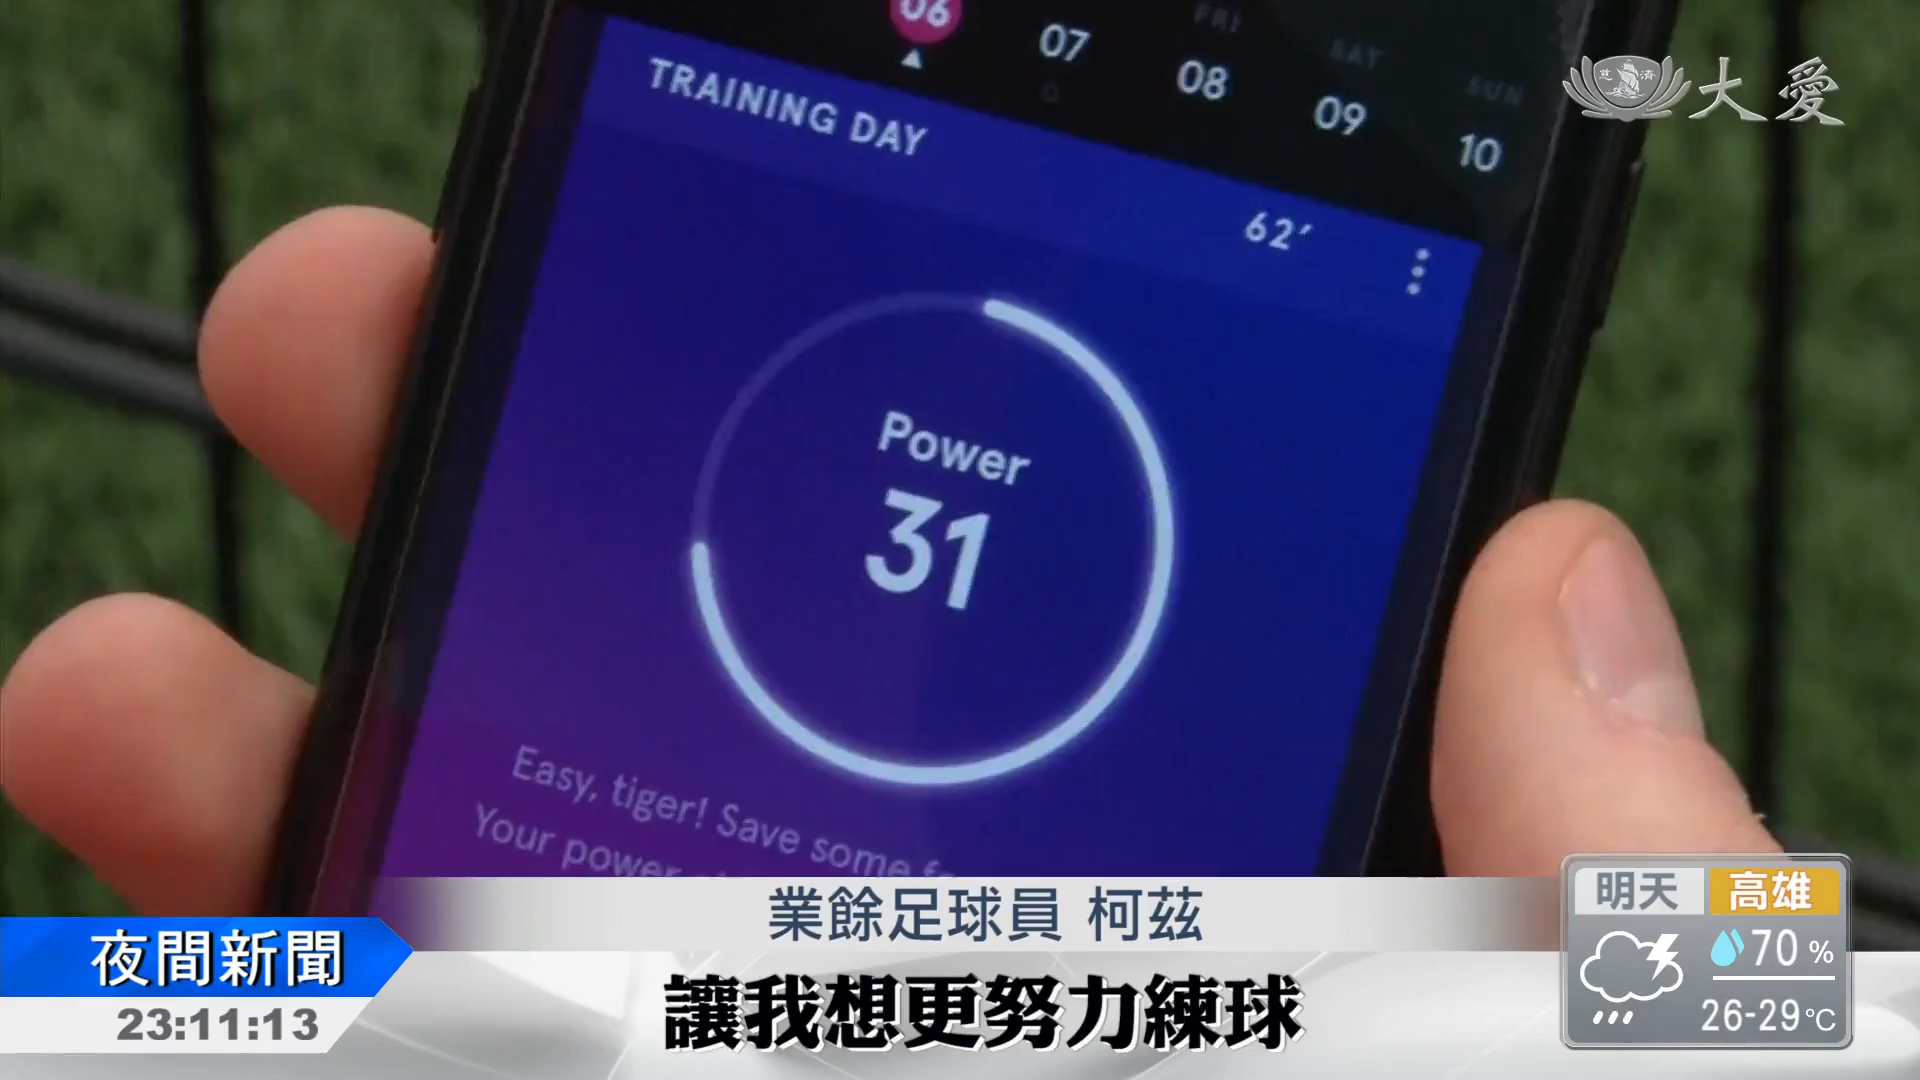 06
07
FRI
08
SAT
09
SUN
10
慈濟
大愛
TRAINING DAY
62′
Power
31
Easy, tiger! Save some
Your power
業餘足球員 柯茲
夜間新聞
讓我想更努力練球
23:11:13
明天
高雄
70 %
26-29°C